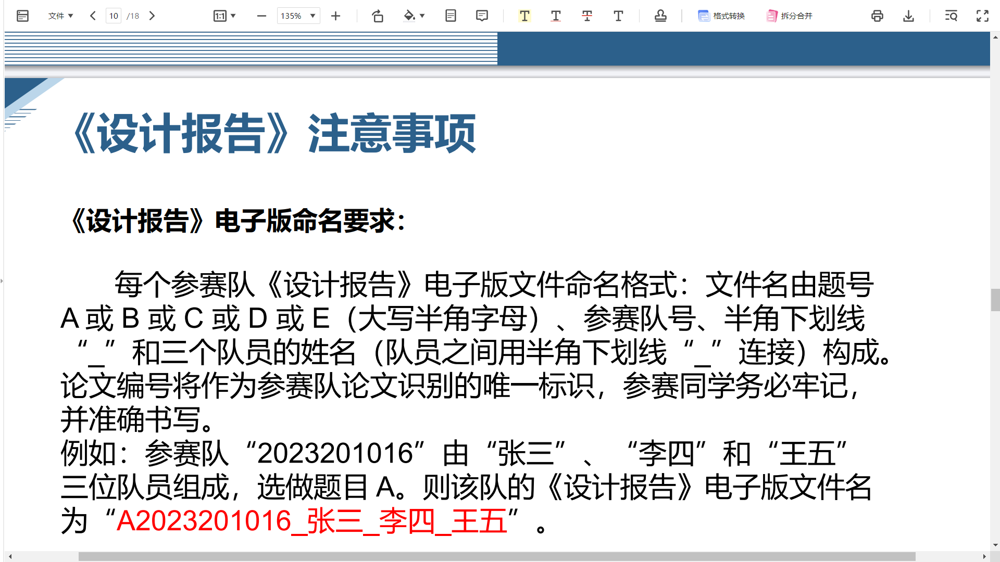 文件
10 /18
1:1
135%
格式转换
拆分合并
《设计报告》注意事项
《设计报告》电子版命名要求：
每个参赛队《设计报告》电子版文件命名格式：文件名由题号
A 或 B 或 C 或 D 或 E（大写半角字母）、参赛队号、半角下划线
“_”和三个队员的姓名（队员之间用半角下划线“_”连接）构成。
论文编号将作为参赛队论文识别的唯一标识，参赛同学务必牢记，
并准确书写。
例如：参赛队“2023201016”由“张三”、 “李四”和“王五”
三位队员组成，选做题目 A。则该队的《设计报告》电子版文件名
为“A2023201016_张三_李四_王五”。